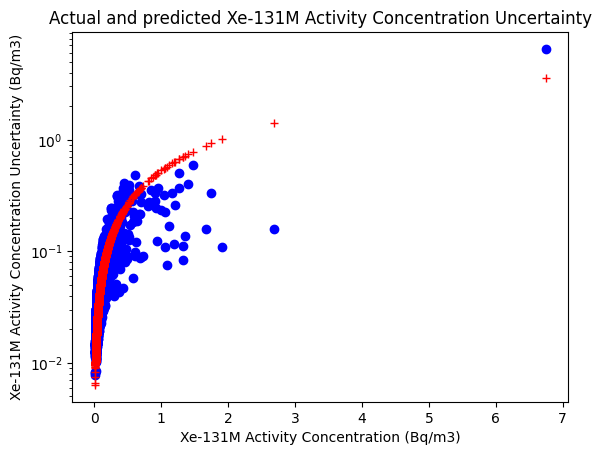 Actual and predicted Xe-131M Activity Concentration Uncertainty
Xe-131M Activity Concentration Uncertainty (Bq/m3)
10^0
10^-1
10^-2
0 1 2 3 4 5 6 7
Xe-131M Activity Concentration (Bq/m3)